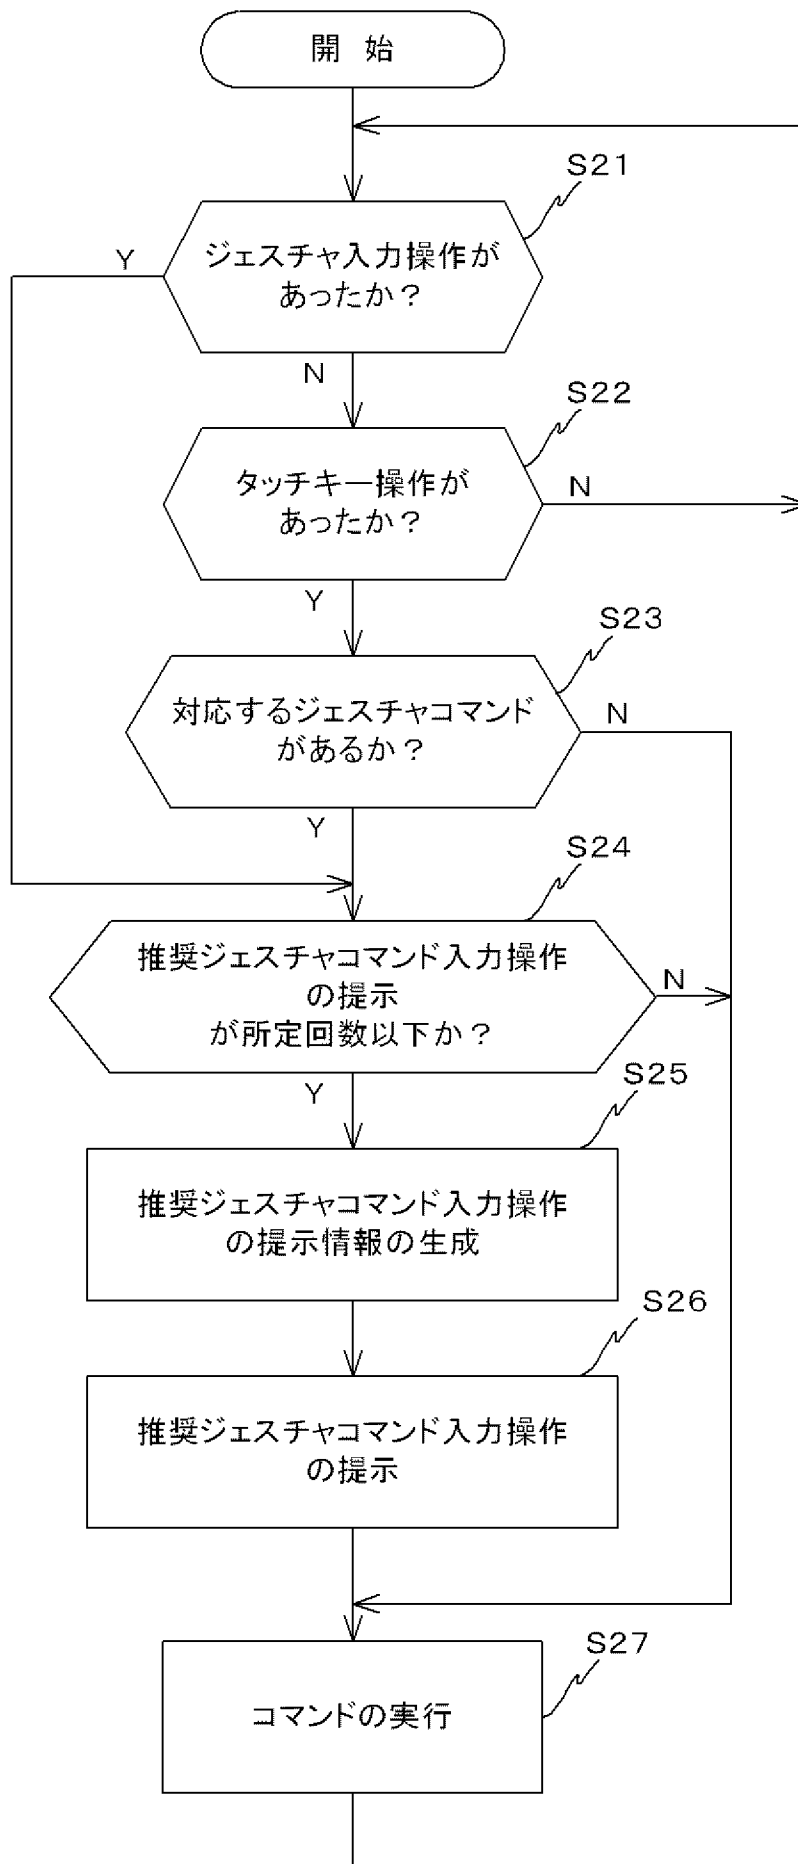 開 始
S21
ジェスチャ入力操作が
あったか？
Y
N
S22
タッチキー操作が
あったか？
N
Y
S23
対応するジェスチャコマンド
があるか？
N
Y
S24
推奨ジェスチャコマンド入力操作
の提示
が所定回数以下か？
N
Y
S25
推奨ジェスチャコマンド入力操作
の提示情報の生成
S26
推奨ジェスチャコマンド入力操作
の提示
S27
コマンドの実行